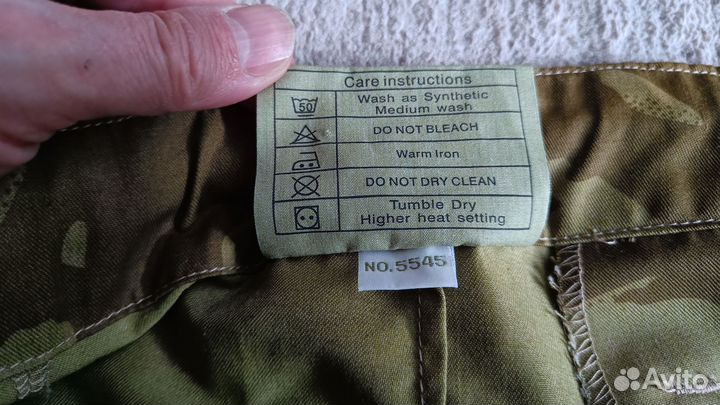 Care instructions
50
Wash as Synthetic
Medium wash
DO NOT BLEACH
Warm Iron
DO NOT DRY CLEAN
Tumble Dry
Higher heat setting
NO.5545
Avito